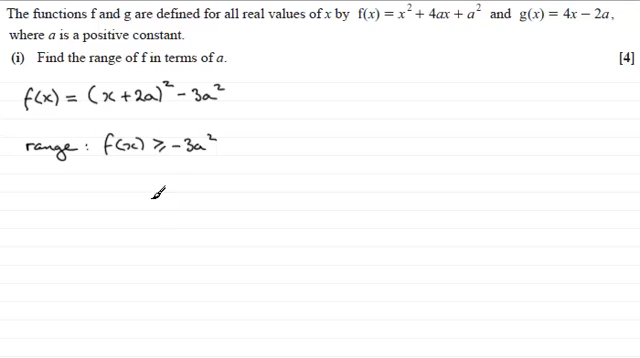 The functions f and g are defined for all real values of x by f(x) = x² + 4ax + a² and g(x) = 4x − 2a,
where a is a positive constant.
(i) Find the range of f in terms of a. [4]
f(x) = (x + 2a)² − 3a²
range : f(x) ⩾ −3a²